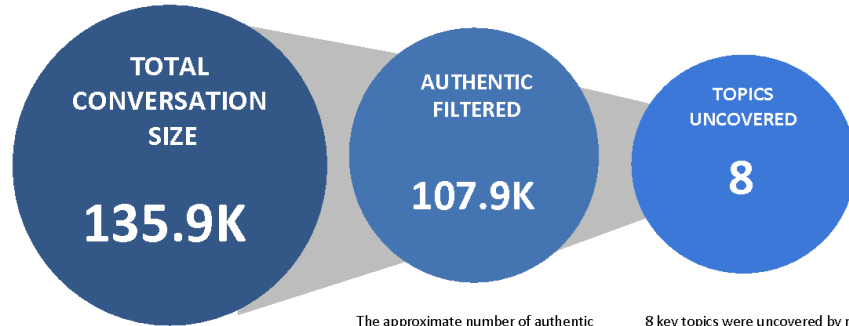 TOTAL
CONVERSATION
SIZE
135.9K
AUTHENTIC
FILTERED
107.9K
TOPICS
UNCOVERED
8
The approximate number of authentic
8 key topics were uncovered by